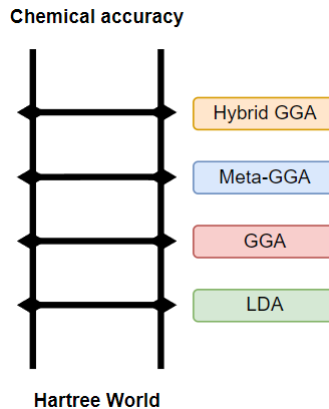 Chemical accuracy
Hybrid GGA
Meta-GGA
GGA
LDA
Hartree World